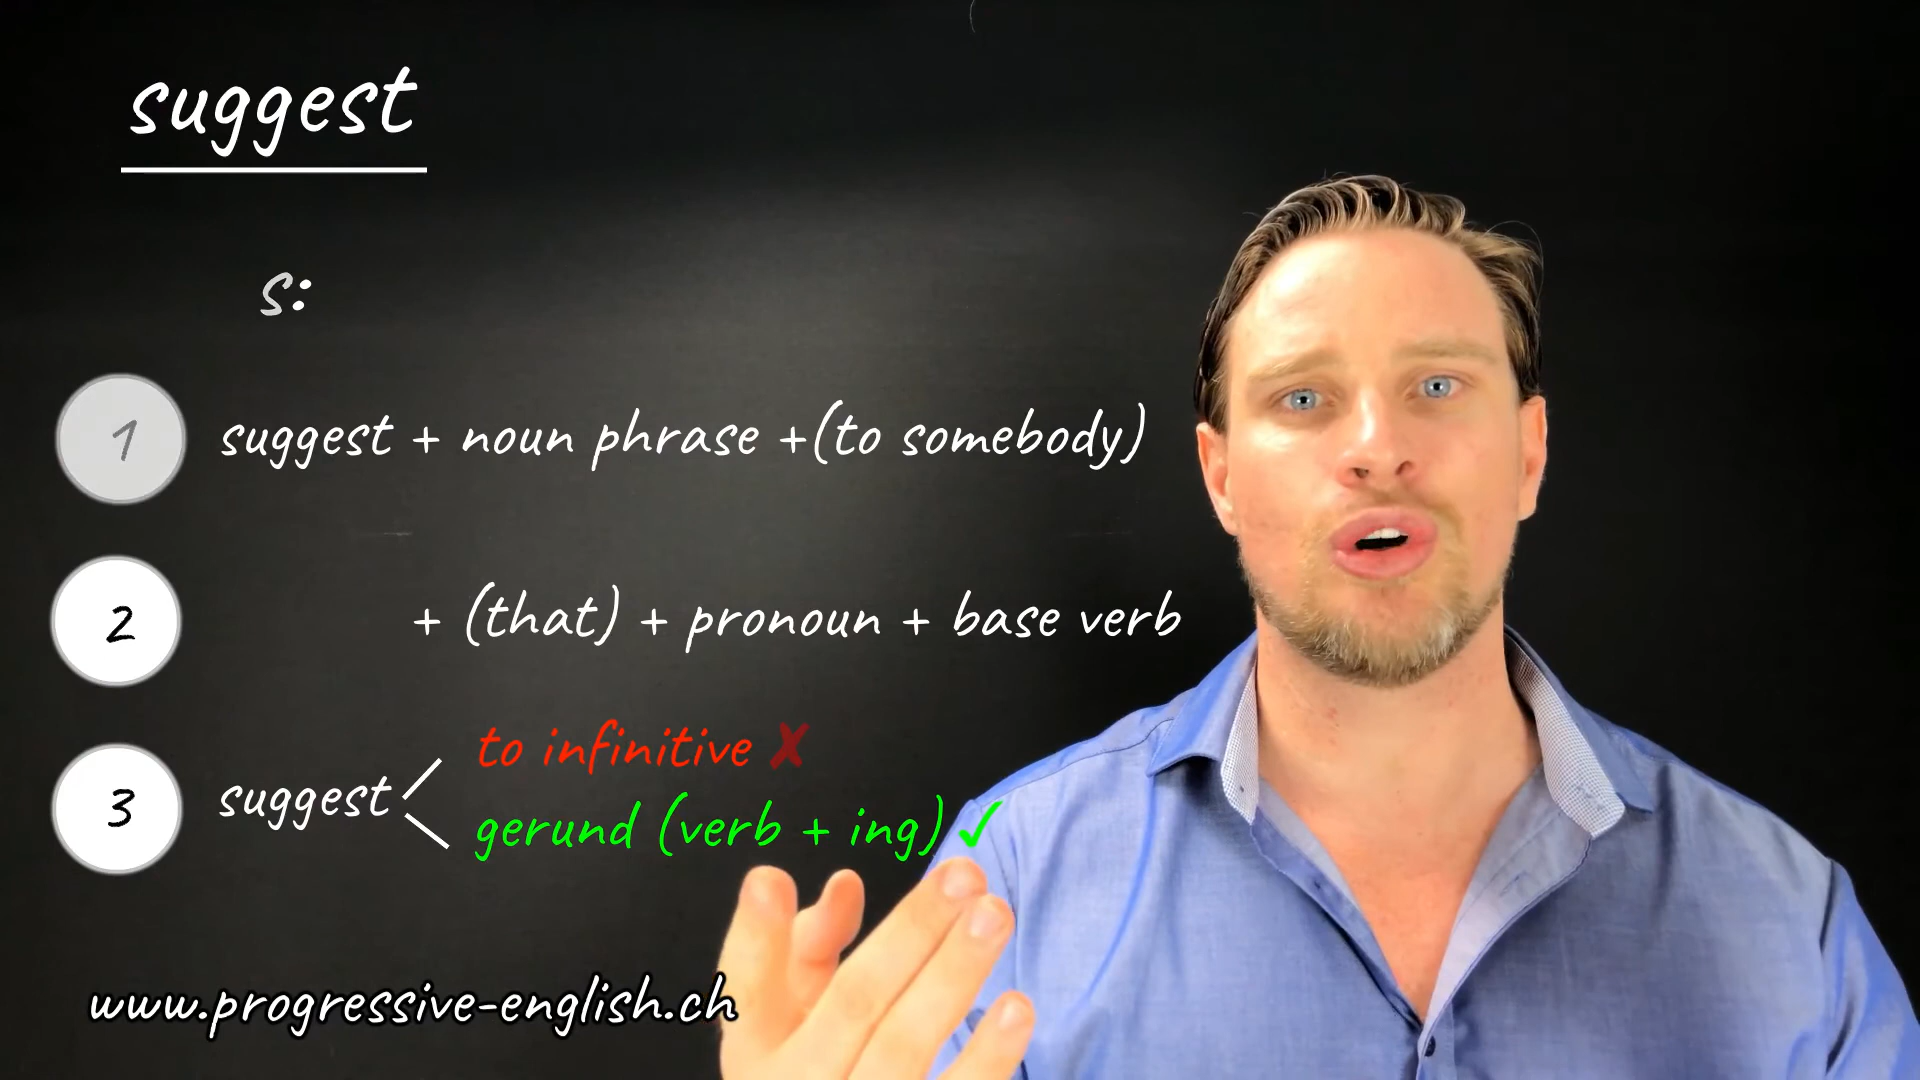 suggest
s:
1 suggest + noun phrase +(to somebody)
2 + (that) + pronoun + base verb
to infinitive ✗
3 suggest <
gerund (verb + ing) ✓
www.progressive-english.ch